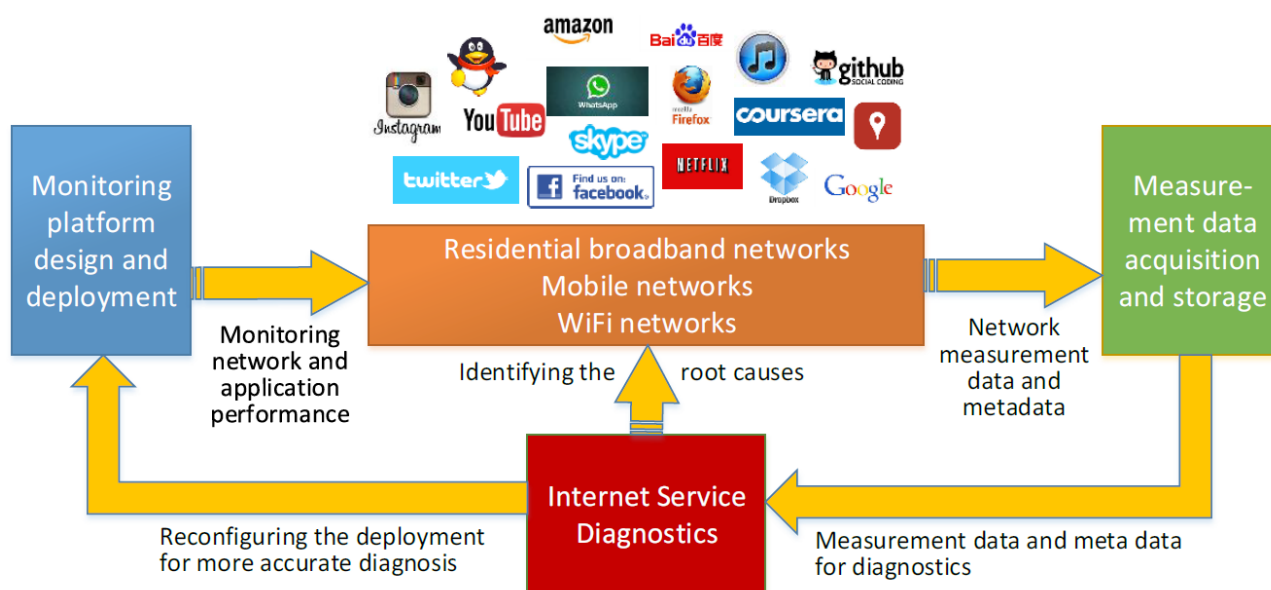 amazon
Bai du 百度
github
SOCIAL CODING
WhatsApp
Instagram
YouTube
mozilla
Firefox
coursera
skype
NETFLIX
twitter
Find us on:
facebook
Dropbox
Google
Monitoring
platform
design and
deployment
Residential broadband networks
Mobile networks
WiFi networks
Measure-
ment data
acquisition
and storage
Monitoring
network and
application
performance
Identifying the root causes
Network
measurement
data and
metadata
Internet Service
Diagnostics
Reconfiguring the deployment
for more accurate diagnosis
Measurement data and meta data
for diagnostics